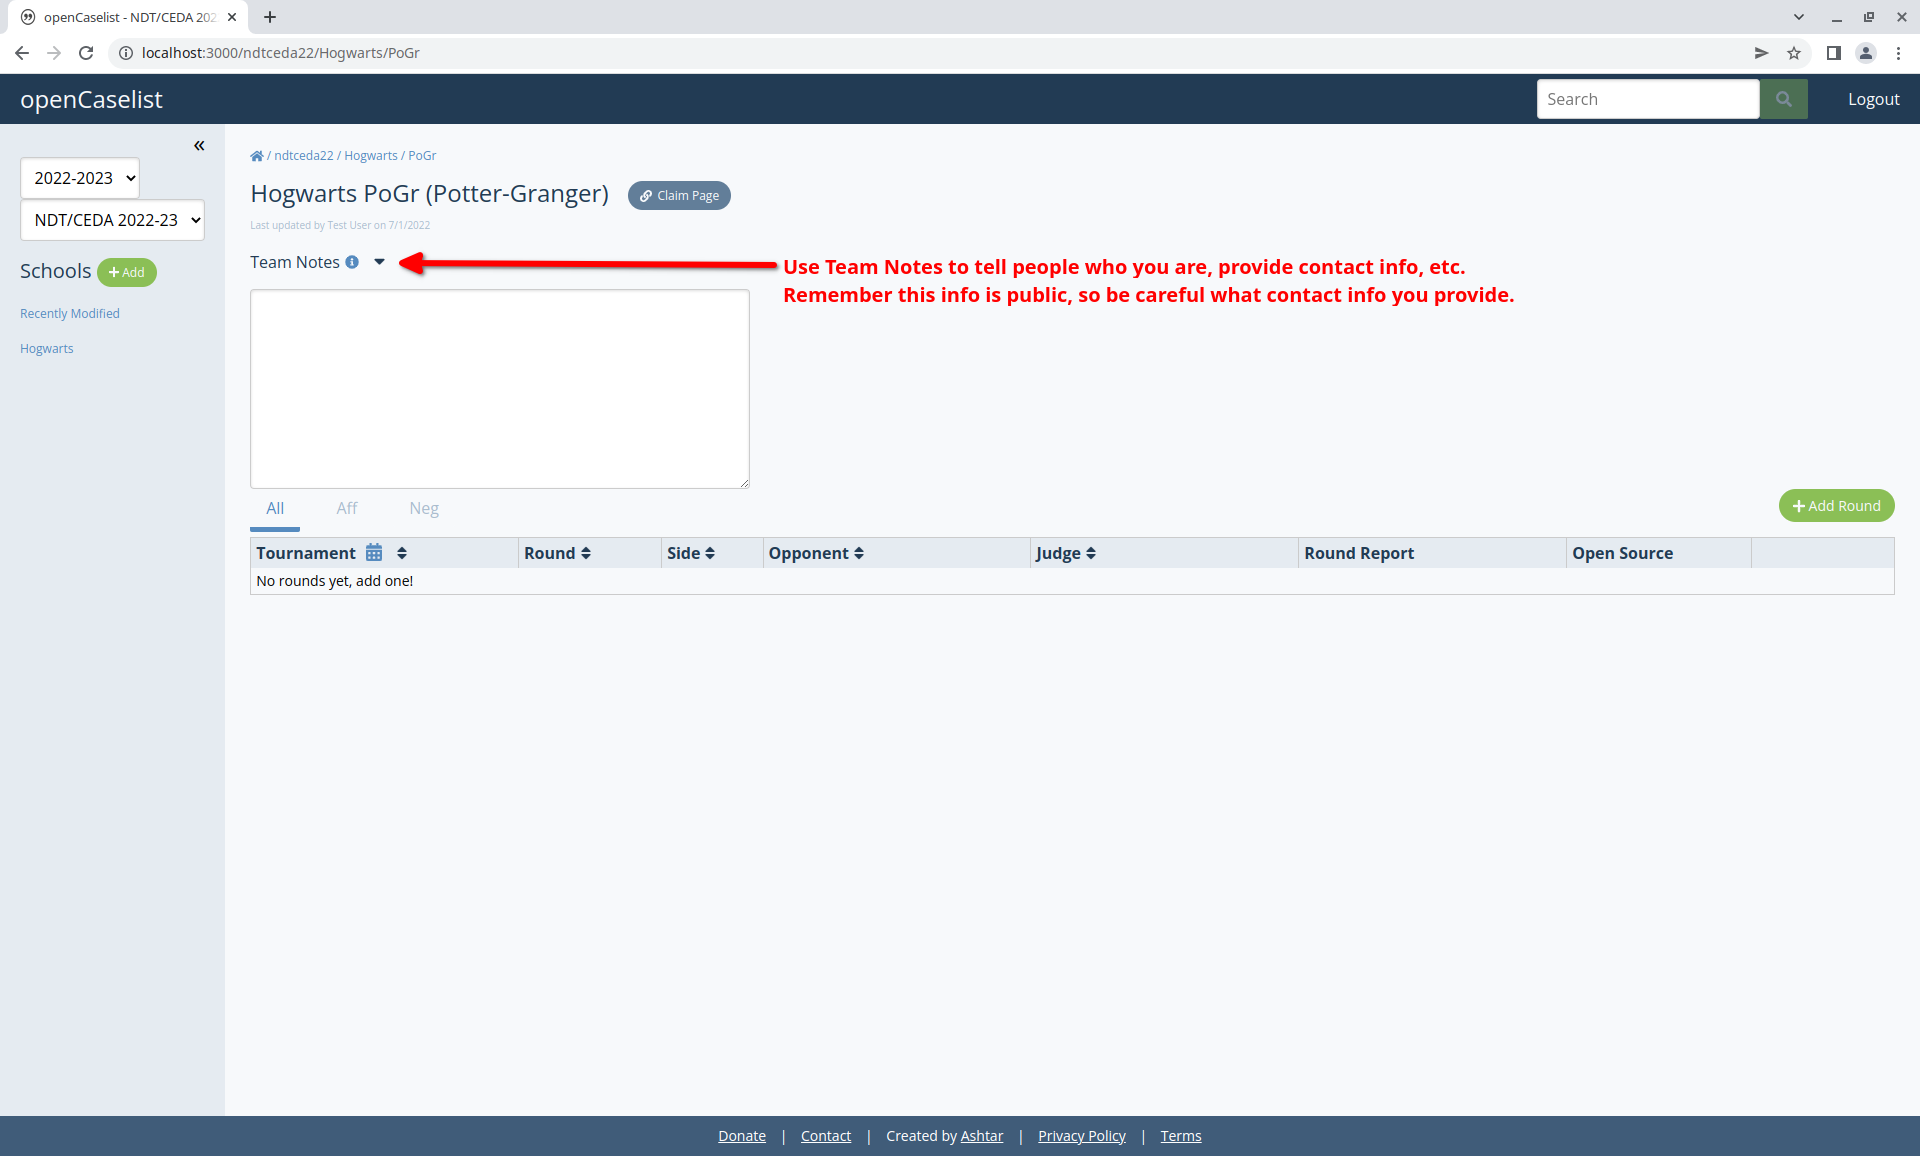 openCaselist - NDT/CEDA 202
localhost:3000/ndtceda22/Hogwarts/PoGr
openCaselist
Search
Logout
«
2022-2023
NDT/CEDA 2022-23
Schools
Add
Recently Modified
Hogwarts
/ ndtceda22 / Hogwarts / PoGr
Hogwarts PoGr (Potter-Granger)
Claim Page
Last updated by Test User on 7/1/2022
Team Notes
Use Team Notes to tell people who you are, provide contact info, etc.
Remember this info is public, so be careful what contact info you provide.
All Aff Neg
Add Round
Tournament Round Side Opponent Judge Round Report Open Source
No rounds yet, add one!
Donate | Contact | Created by Ashtar | Privacy Policy | Terms